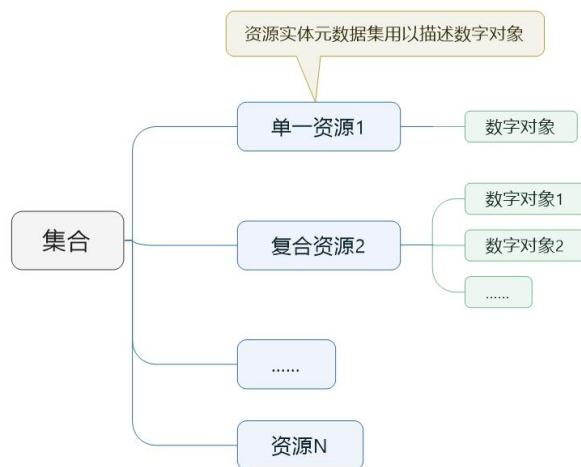 资源实体元数据集用以描述数字对象
单一资源1
数字对象
集合
复合资源2
数字对象1
数字对象2
......
......
资源N